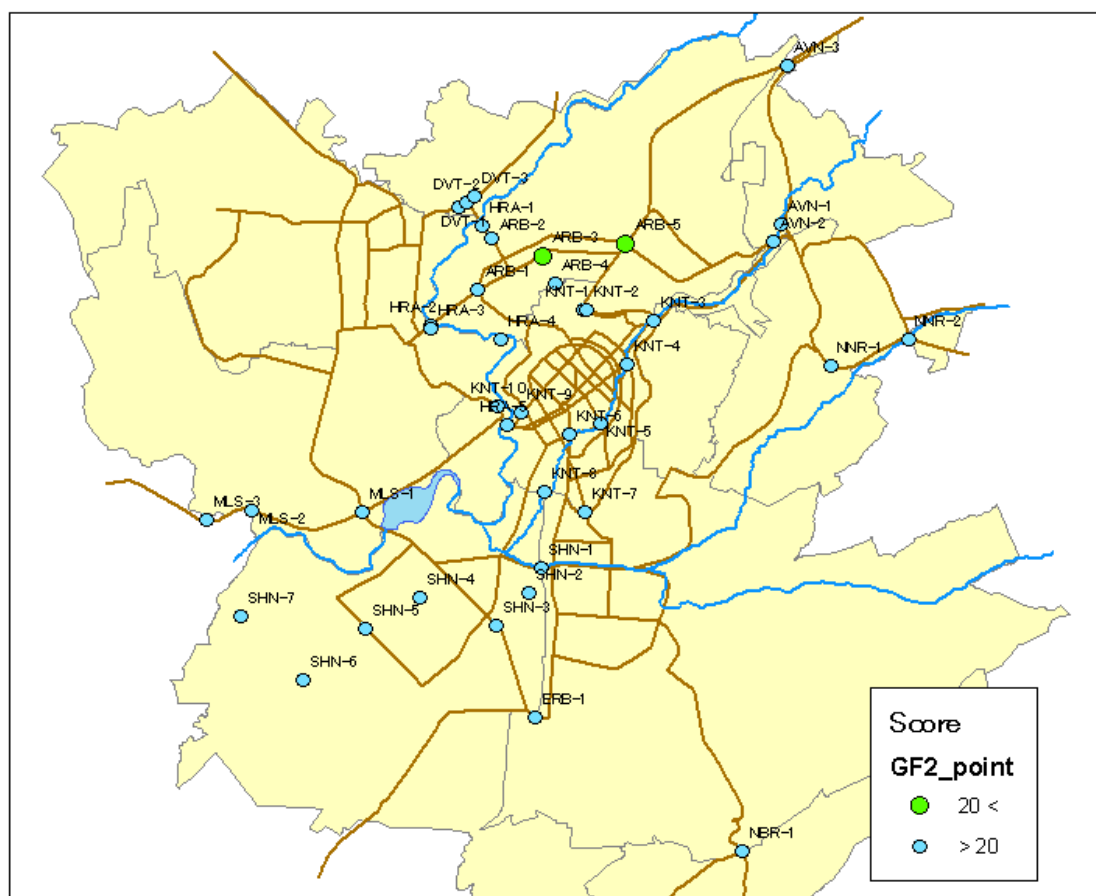 AVN-3
DVT-3
DVT-2
HRA-1
DVT-1
ARB-2
AVN-1
AVN-2
ARB-3
ARB-5
ARB-4
ARB-1
KNT-1
KNT-2
KNT-3
HRA-2
HRA-3
HRA-4
NNR-2
NNR-1
KNT-4
KNT-10
KNT-9
HRA-5
KNT-6
KNT-5
KNT-8
KNT-7
MLS-1
MLS-3
MLS-2
SHN-1
SHN-2
SHN-4
SHN-3
SHN-7
SHN-5
SHN-6
ERB-1
NBR-1
Score
GF2_point
20 <
> 20